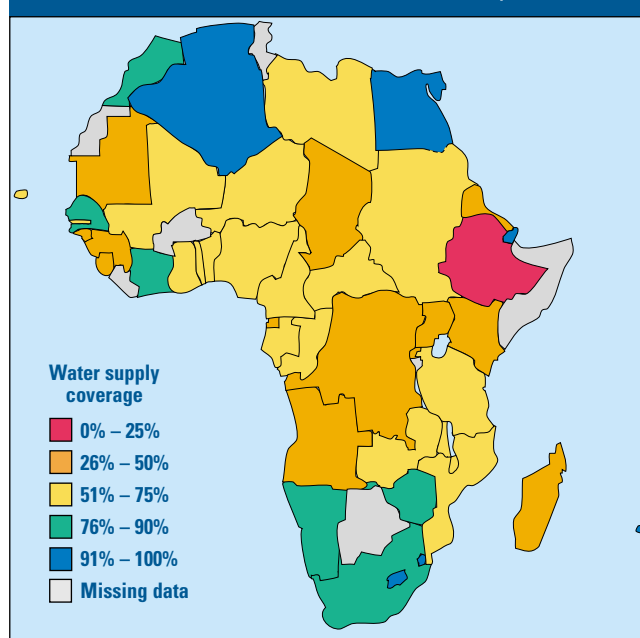 Water supply
coverage
0% – 25%
26% – 50%
51% – 75%
76% – 90%
91% – 100%
Missing data